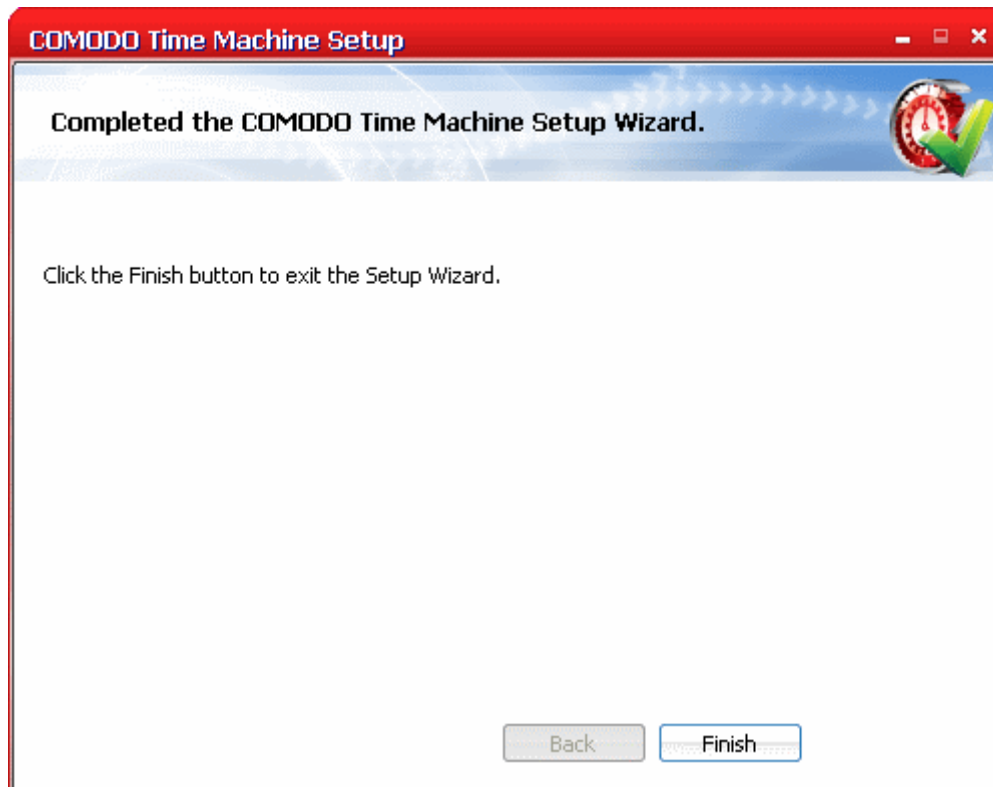 COMODO Time Machine Setup
Completed the COMODO Time Machine Setup Wizard.
Click the Finish button to exit the Setup Wizard.
Back Finish